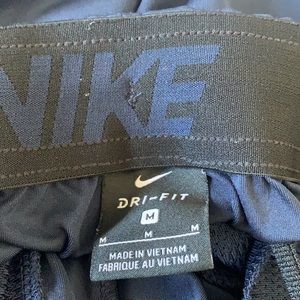 NIKE
DRI-FIT
M
M M M
MADE IN VIETNAM
FABRIQUE AU VIETNAM